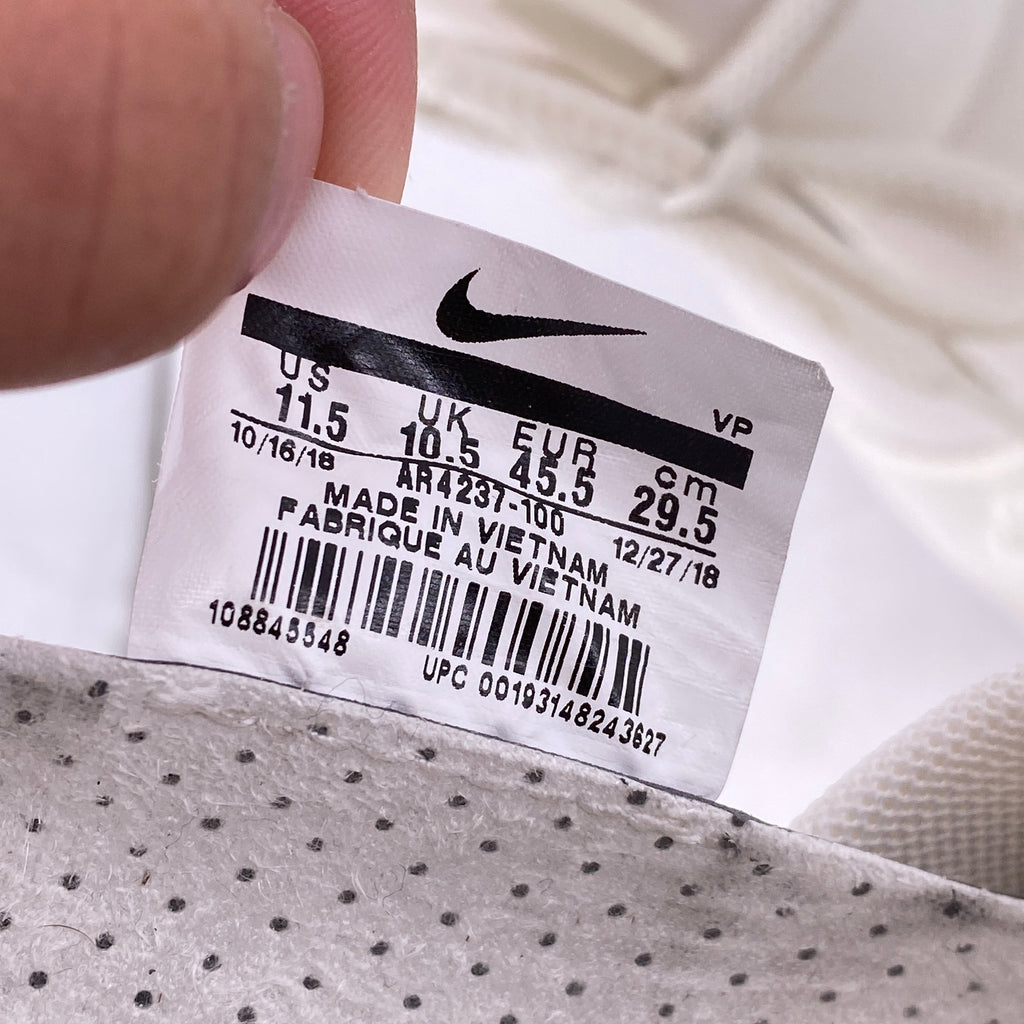 VP
US UK EUR cm
11.5 10.5 45.5 29.5
10/16/18 AR4237-100 12/27/18
MADE IN VIETNAM
FABRIQUE AU VIETNAM
108845548
UPC 00193148243627